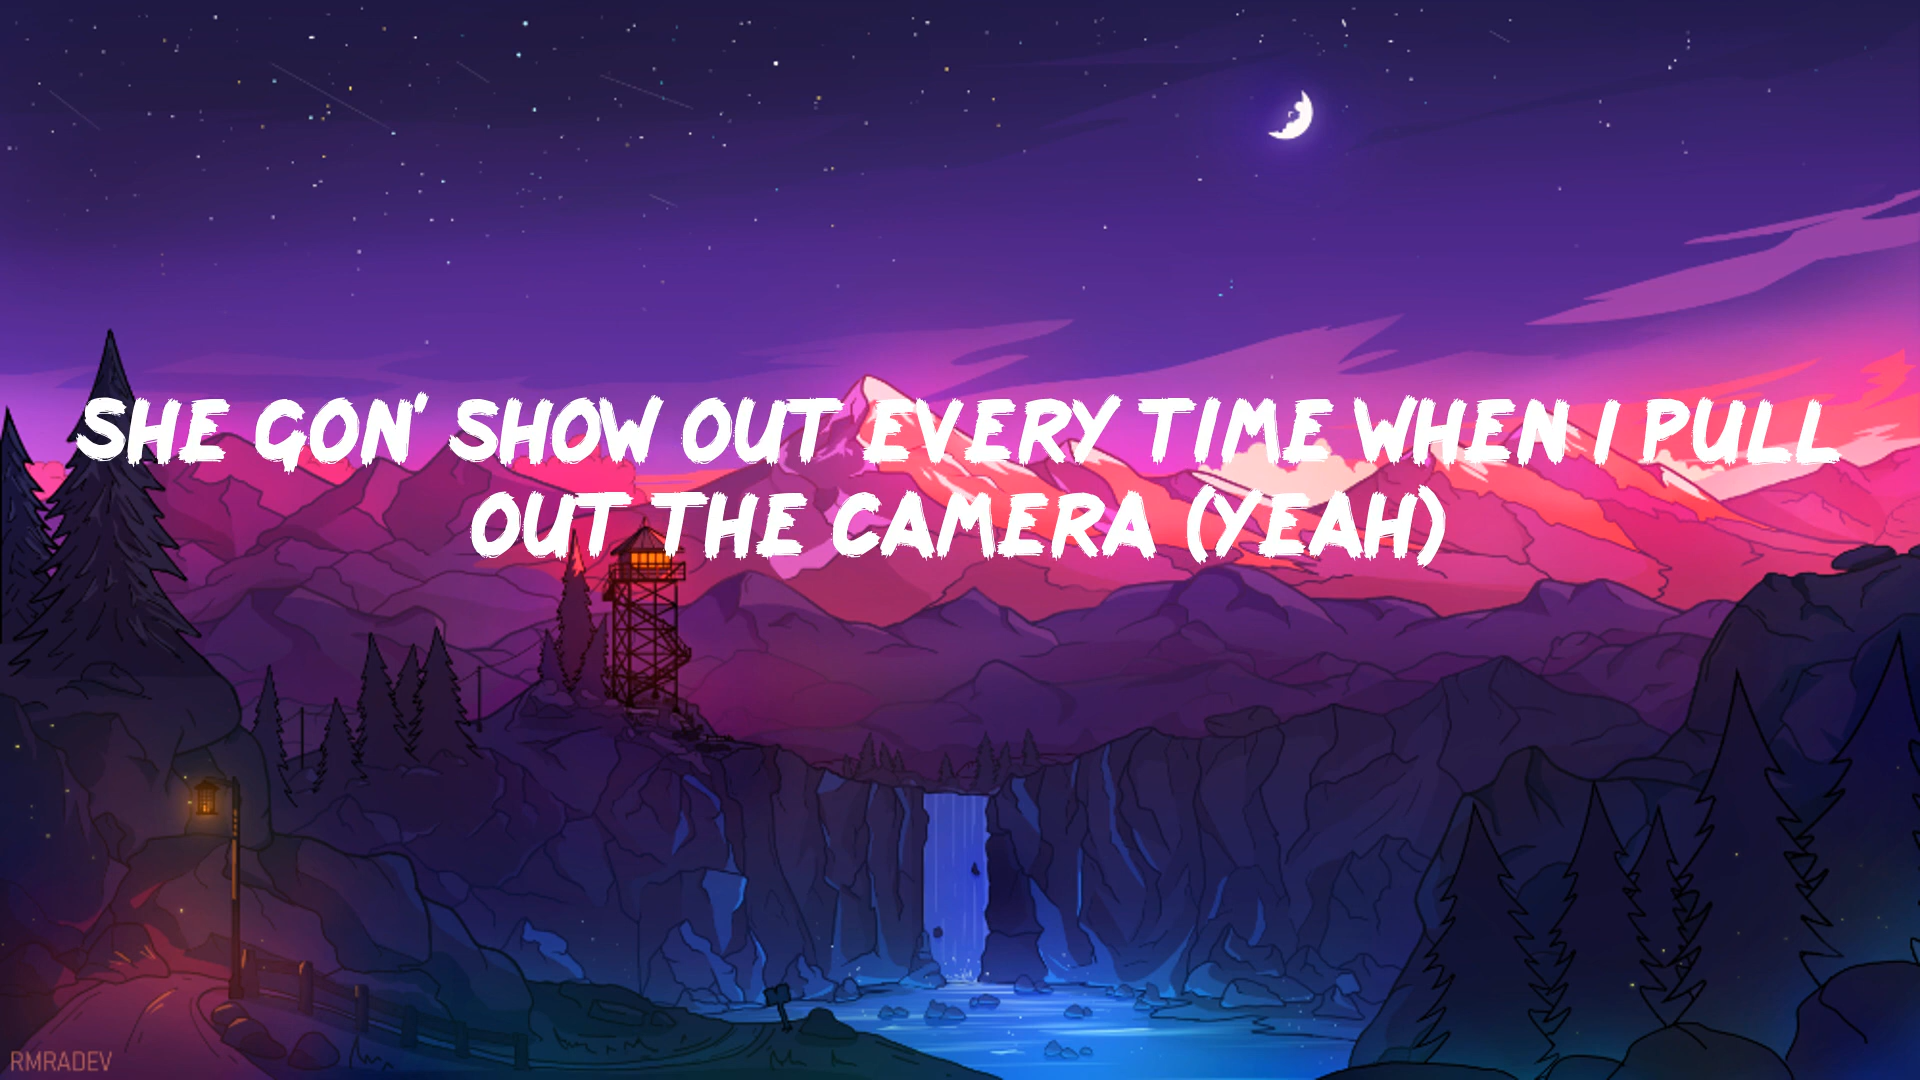 SHE GON' SHOW OUT EVERY TIME WHEN I PULL
OUT THE CAMERA (YEAH)
RMRADEV